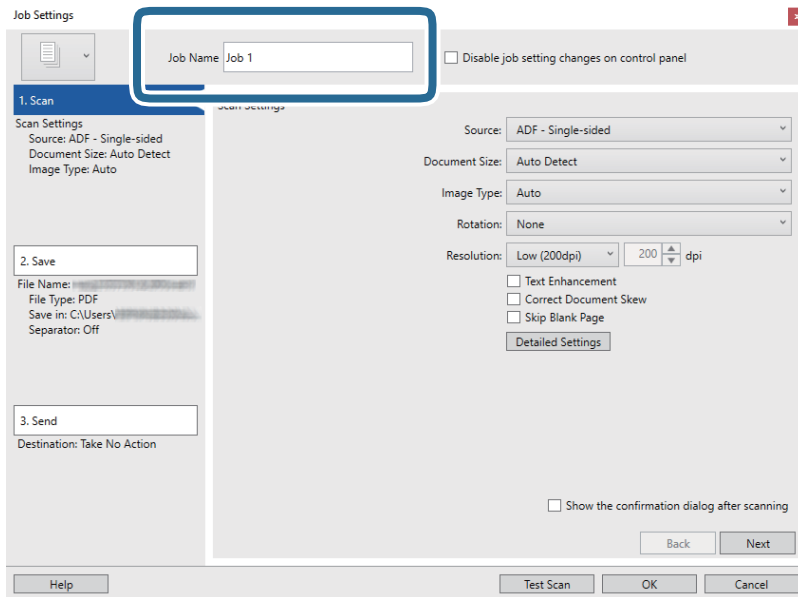 Job Settings
Job Name Job 1
Disable job setting changes on control panel
1. Scan
Scan Settings
Source: ADF - Single-sided
Document Size: Auto Detect
Image Type: Auto
2. Save
File Name:
File Type: PDF
Save in: C:\Users\
Separator: Off
3. Send
Destination: Take No Action
Scan Settings
Source: ADF - Single-sided
Document Size: Auto Detect
Image Type: Auto
Rotation: None
Resolution: Low (200dpi) 200 dpi
Text Enhancement
Correct Document Skew
Skip Blank Page
Detailed Settings
Show the confirmation dialog after scanning
Back Next
Help Test Scan OK Cancel